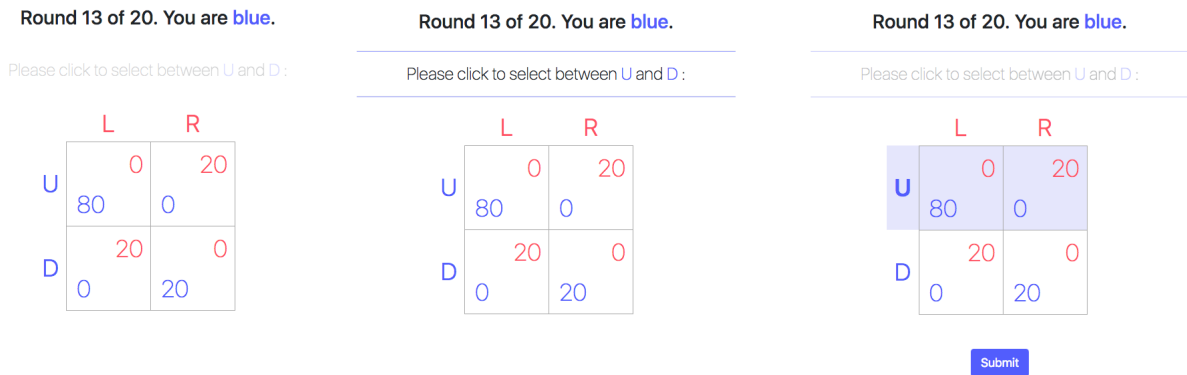 Round 13 of 20. You are blue.
Please click to select between U and D :
L R
0 20
U
80 0
20 0
D
0 20
Round 13 of 20. You are blue.
Please click to select between U and D :
L R
0 20
U
80 0
20 0
D
0 20
Round 13 of 20. You are blue.
Please click to select between U and D :
L R
0 20
U
80 0
20 0
D
0 20
Submit